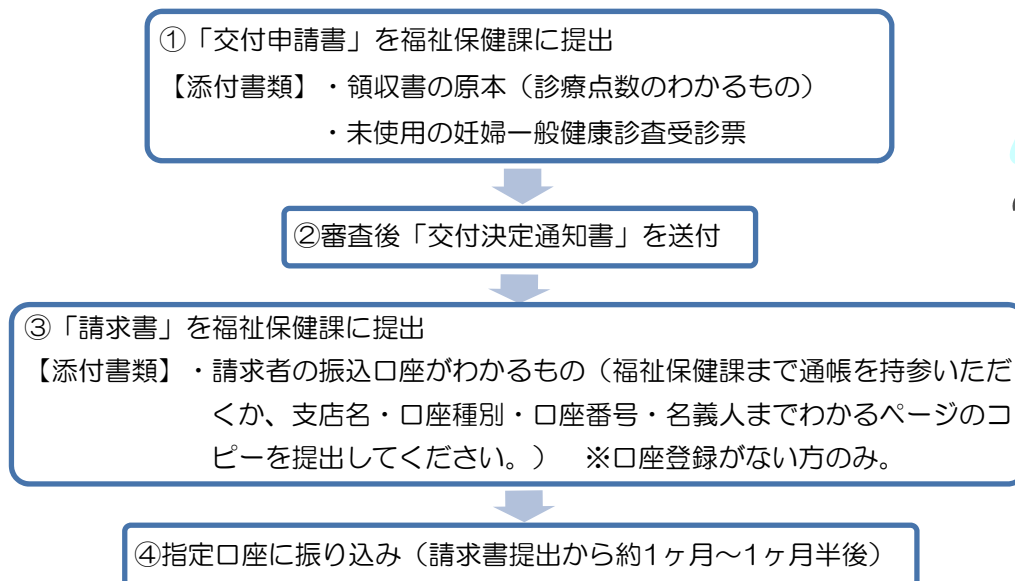 ①「交付申請書」を福祉保健課に提出
【添付書類】・領収書の原本（診療点数のわかるもの）
・未使用の妊婦一般健康診査受診票
②審査後「交付決定通知書」を送付
③「請求書」を福祉保健課に提出
【添付書類】・請求者の振込口座がわかるもの（福祉保健課まで通帳を持参いただ
くか、支店名・口座種別・口座番号・名義人までわかるページのコ
ピーを提出してください。）　※口座登録がない方のみ。
④指定口座に振り込み（請求書提出から約1ヶ月～1ヶ月半後）